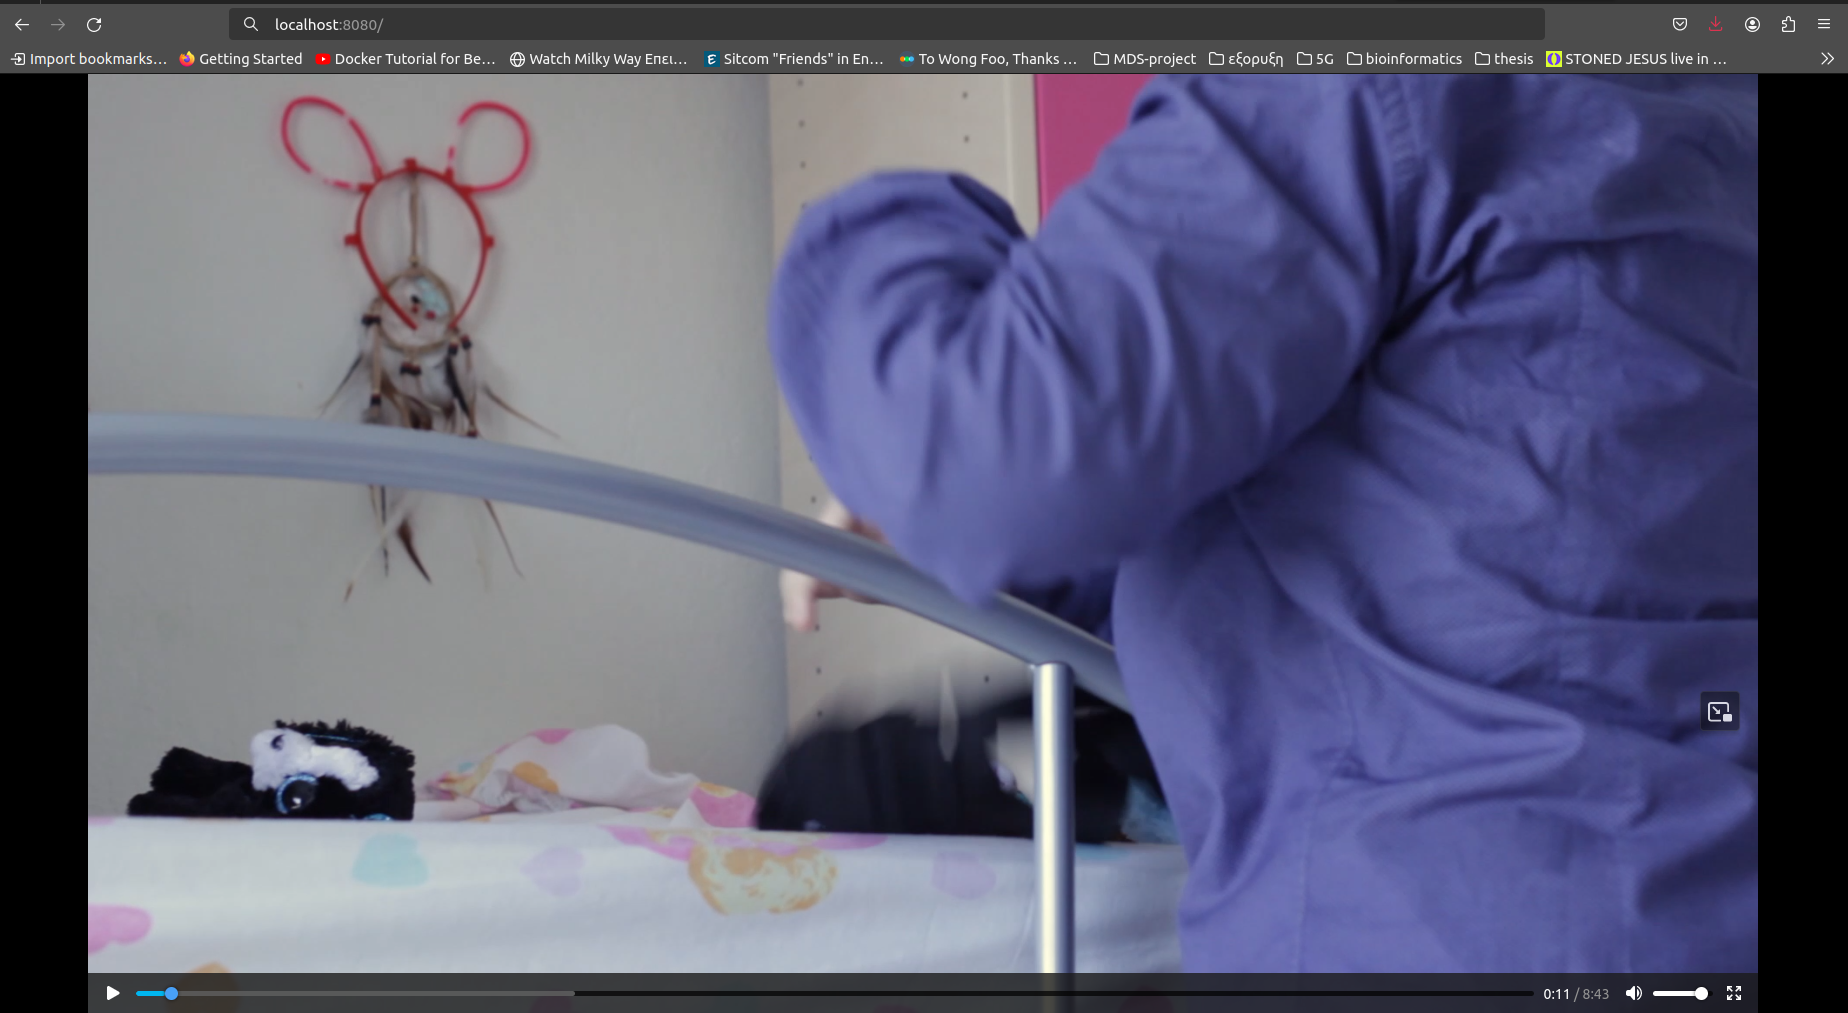 localhost:8080/
Import bookmarks… Getting Started Docker Tutorial for Be… Watch Milky Way Επει… Sitcom "Friends" in En… To Wong Foo, Thanks … MDS-project εξορυξη 5G bioinformatics thesis STONED JESUS live in …
0:11 / 8:43